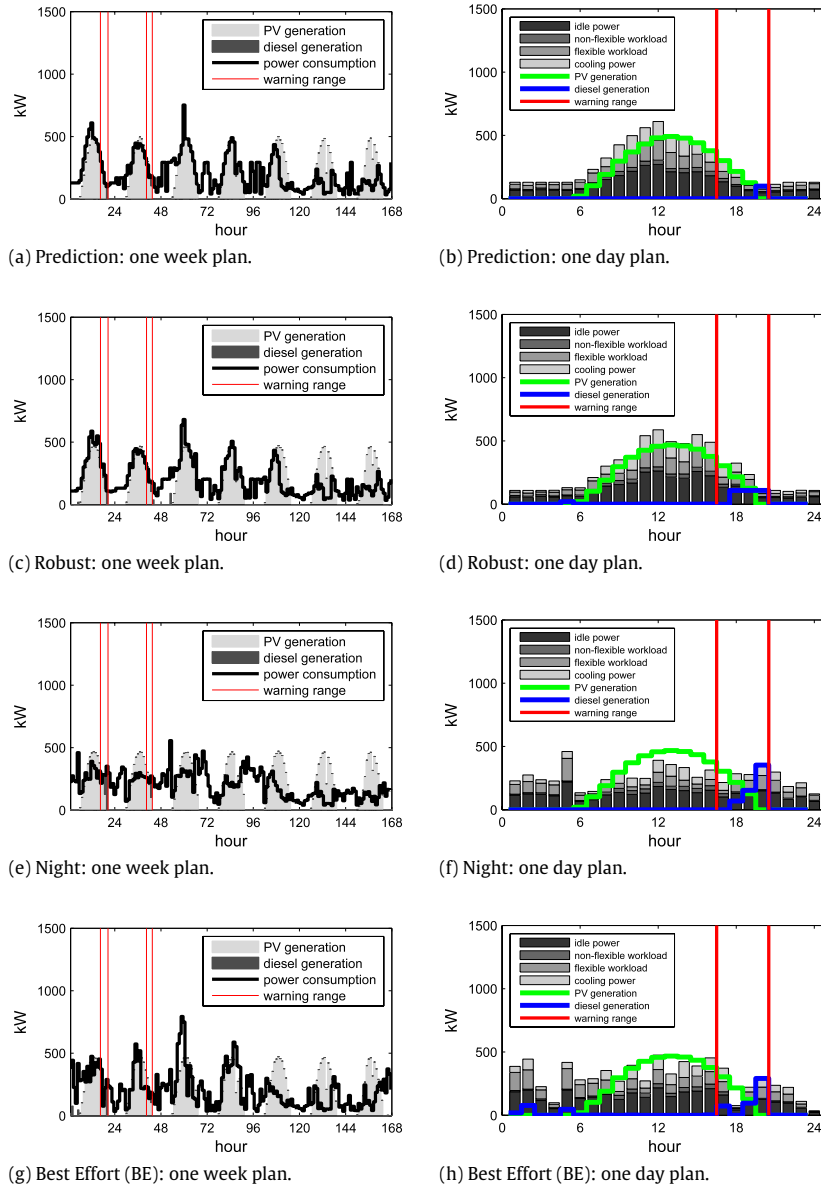 1500
1000
500
0
kW
PV generation
diesel generation
power consumption
warning range
24 48 72 96 120 144 168
hour
(a) Prediction: one week plan.
1500
1000
500
0
kW
idle power
non-flexible workload
flexible workload
cooling power
PV generation
diesel generation
warning range
0 6 12 18 24
hour
(b) Prediction: one day plan.
1500
1000
500
0
kW
PV generation
diesel generation
power consumption
warning range
24 48 72 96 120 144 168
hour
(c) Robust: one week plan.
1500
1000
500
0
kW
idle power
non-flexible workload
flexible workload
cooling power
PV generation
diesel generation
warning range
0 6 12 18 24
hour
(d) Robust: one day plan.
1500
1000
500
0
kW
PV generation
diesel generation
power consumption
warning range
24 48 72 96 120 144 168
hour
(e) Night: one week plan.
1500
1000
500
0
kW
idle power
non-flexible workload
flexible workload
cooling power
PV generation
diesel generation
warning range
0 6 12 18 24
hour
(f) Night: one day plan.
1500
1000
500
0
kW
PV generation
diesel generation
power consumption
warning range
24 48 72 96 120 144 168
hour
(g) Best Effort (BE): one week plan.
1500
1000
500
0
kW
idle power
non-flexible workload
flexible workload
cooling power
PV generation
diesel generation
warning range
0 6 12 18 24
hour
(h) Best Effort (BE): one day plan.